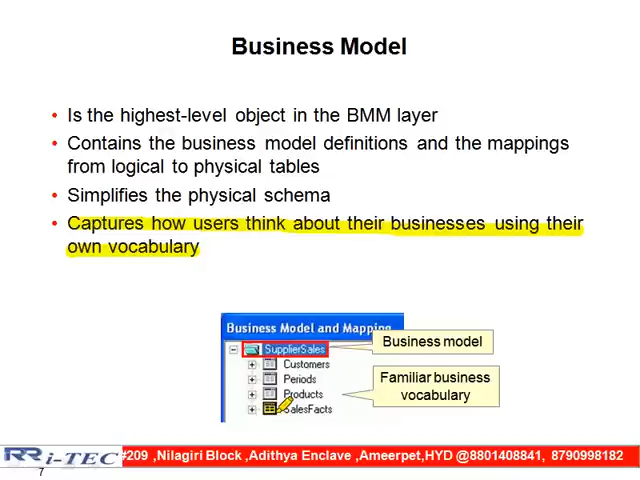 Business Model
• Is the highest-level object in the BMM layer
• Contains the business model definitions and the mappings
from logical to physical tables
• Simplifies the physical schema
• Captures how users think about their businesses using their
own vocabulary
Business Model and Mapping
SupplierSales
Business model
Customers
Periods
Products
SalesFacts
Familiar business
vocabulary
RR i-TEC #209 ,Nilagiri Block ,Adithya Enclave ,Ameerpet,HYD @8801408841, 8790998182
7